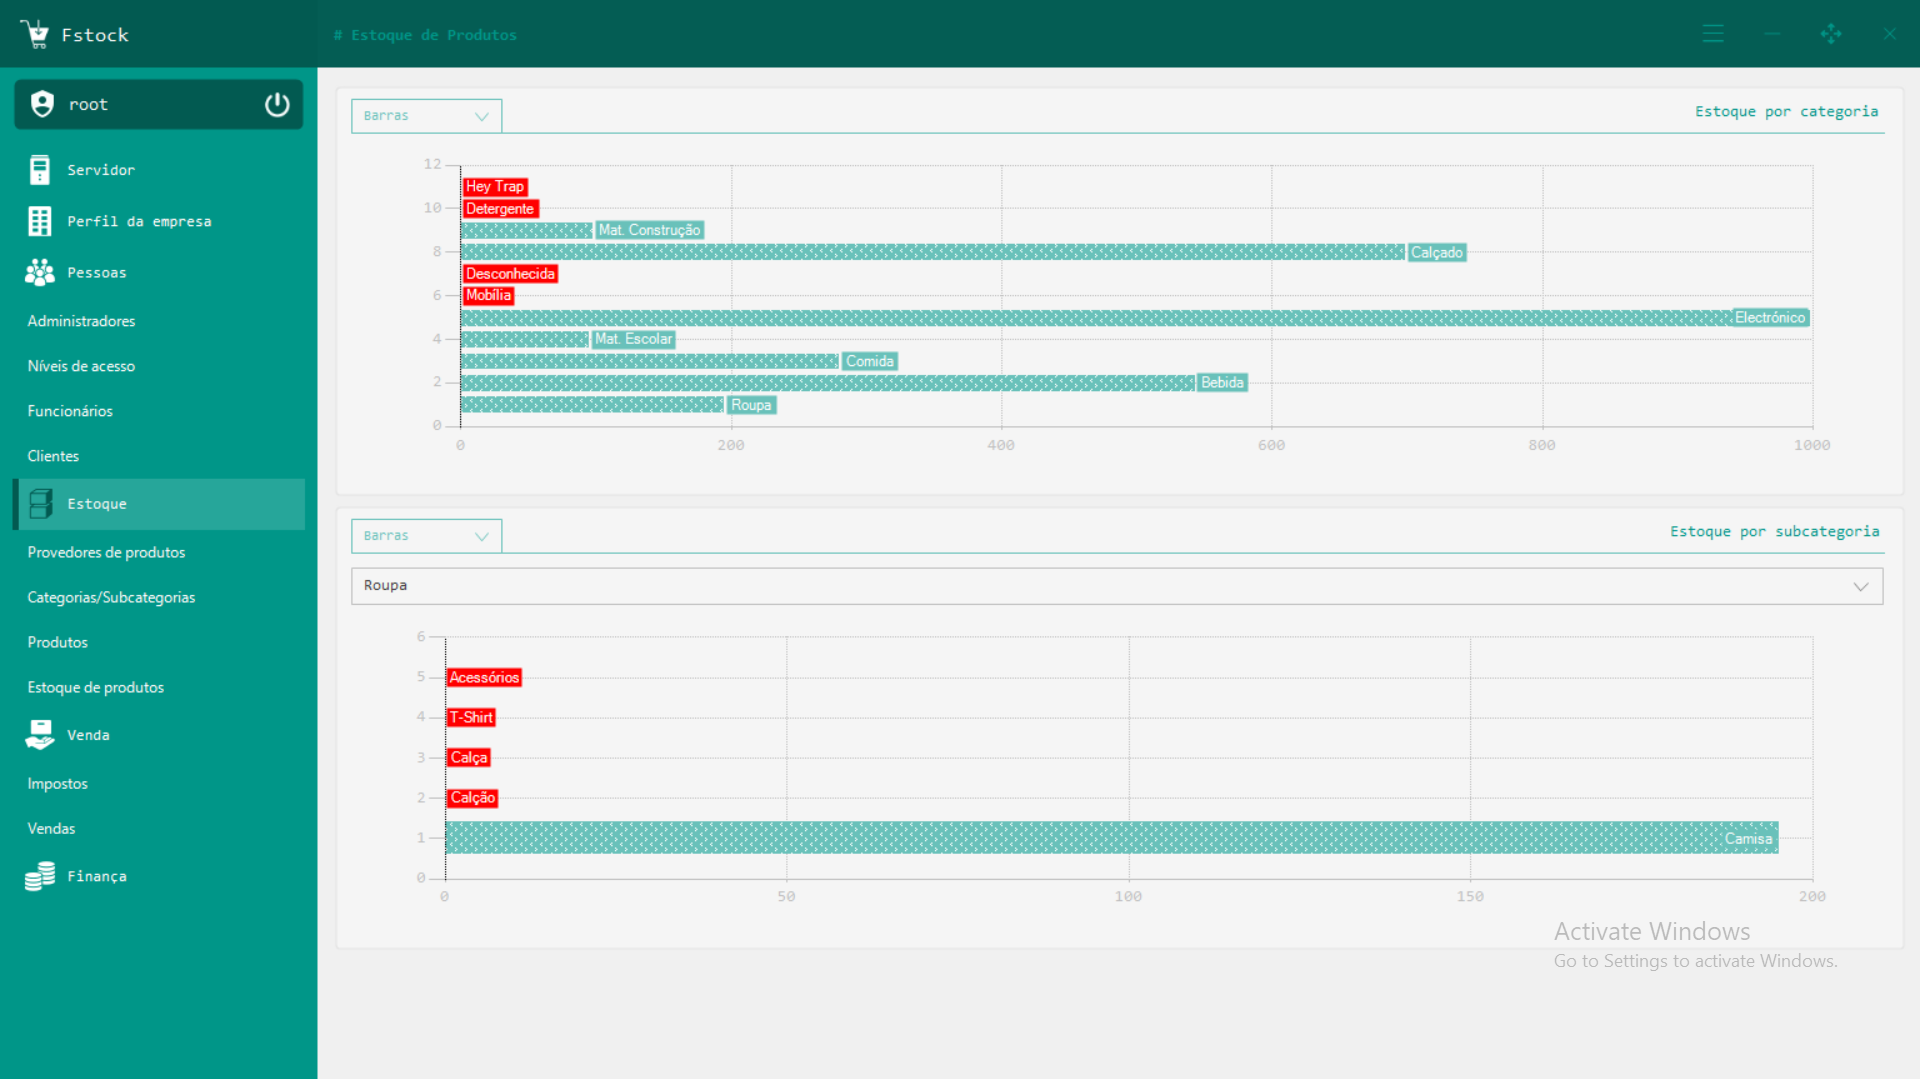 Fstock
# Estoque de Produtos
root
Servidor
Perfil da empresa
Pessoas
Administradores
Níveis de acesso
Funcionários
Clientes
Estoque
Provedores de produtos
Categorias/Subcategorias
Produtos
Estoque de produtos
Venda
Impostos
Vendas
Finança
Barras
Estoque por categoria
12
Hey Trap
10
Detergente
Mat. Construção
8
Calçado
Desconhecida
6
Mobília
Electrónico
4
Mat. Escolar
Comida
2
Bebida
Roupa
0
0 200 400 600 800 1000
Barras
Estoque por subcategoria
Roupa
6
5
Acessórios
4
T-Shirt
3
Calça
2
Calção
1
Camisa
0
0 50 100 150 200
Activate Windows
Go to Settings to activate Windows.